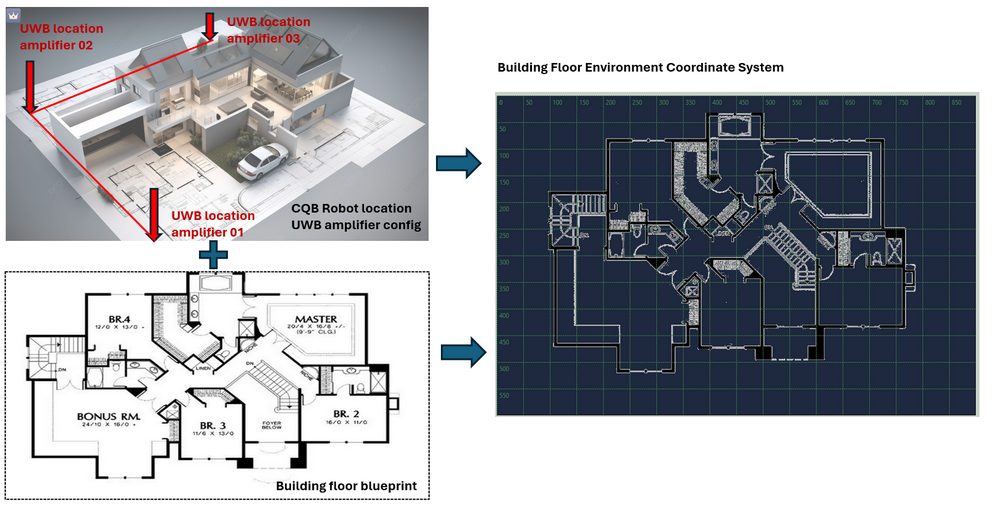 UWB location
amplifier 02
UWB location
amplifier 03
UWB location
amplifier 01
CQB Robot location
UWB amplifier config
BR.4
12/0 X 13/0 +
MASTER
20/4 X 16/8 +/-
(9'-9" CLG.)
LINEN
DN
DN
BONUS RM.
24/10 X 16/0 +
BR. 3
11/6 X 13/0
FOYER
BELOW
BR. 2
16/0 X 11/0
Building floor blueprint
Building Floor Environment Coordinate System
0 50 100 150 200 250 300 350 400 450 500 550 600 650 700 750 800 850
50
100
150
200
250
300
350
400
450
500
550